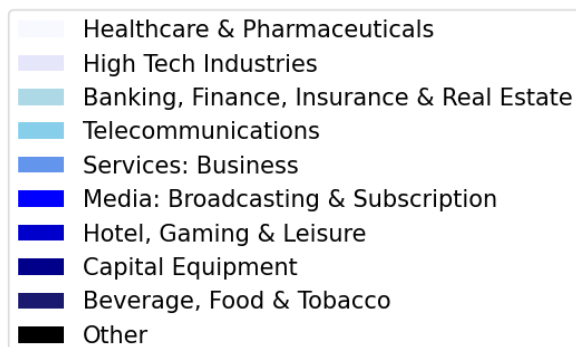 Healthcare & Pharmaceuticals
High Tech Industries
Banking, Finance, Insurance & Real Estate
Telecommunications
Services: Business
Media: Broadcasting & Subscription
Hotel, Gaming & Leisure
Capital Equipment
Beverage, Food & Tobacco
Other